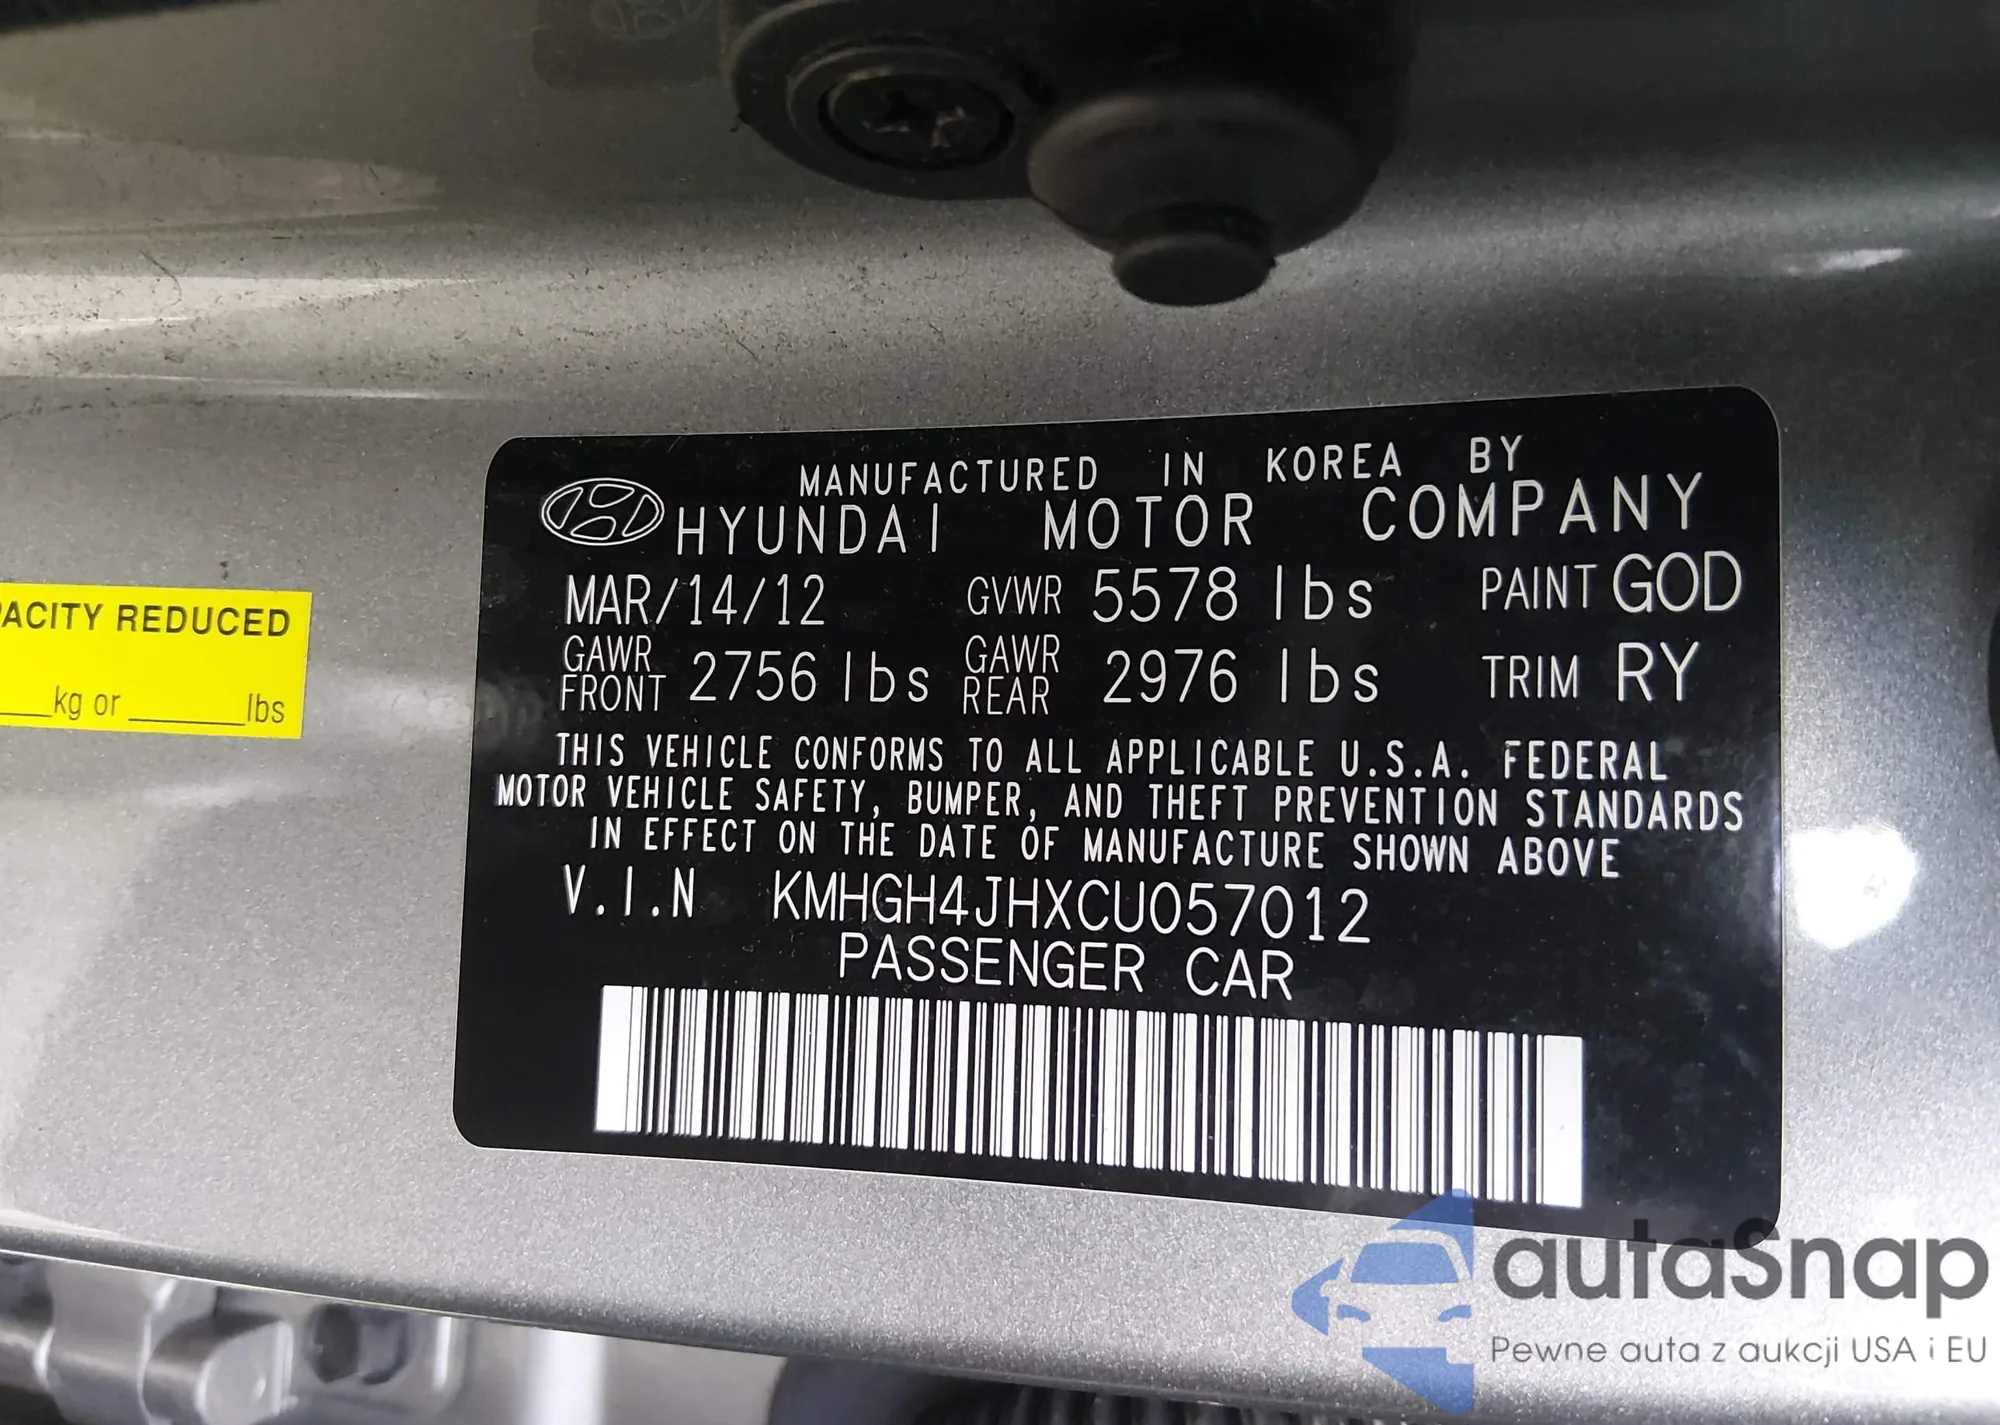 MANUFACTURED IN KOREA BY
HYUNDAI MOTOR COMPANY
MAR/14/12 GVWR 5578 lbs PAINT GOD
GAWR FRONT 2756 lbs GAWR REAR 2976 lbs TRIM RY
THIS VEHICLE CONFORMS TO ALL APPLICABLE U.S.A. FEDERAL
MOTOR VEHICLE SAFETY, BUMPER, AND THEFT PREVENTION STANDARDS
IN EFFECT ON THE DATE OF MANUFACTURE SHOWN ABOVE
V.I.N KMHGH4JHXCU057012
PASSENGER CAR
REDUCED
kg or lbs
autaSnap
Pewne auta z aukcji USA i EU